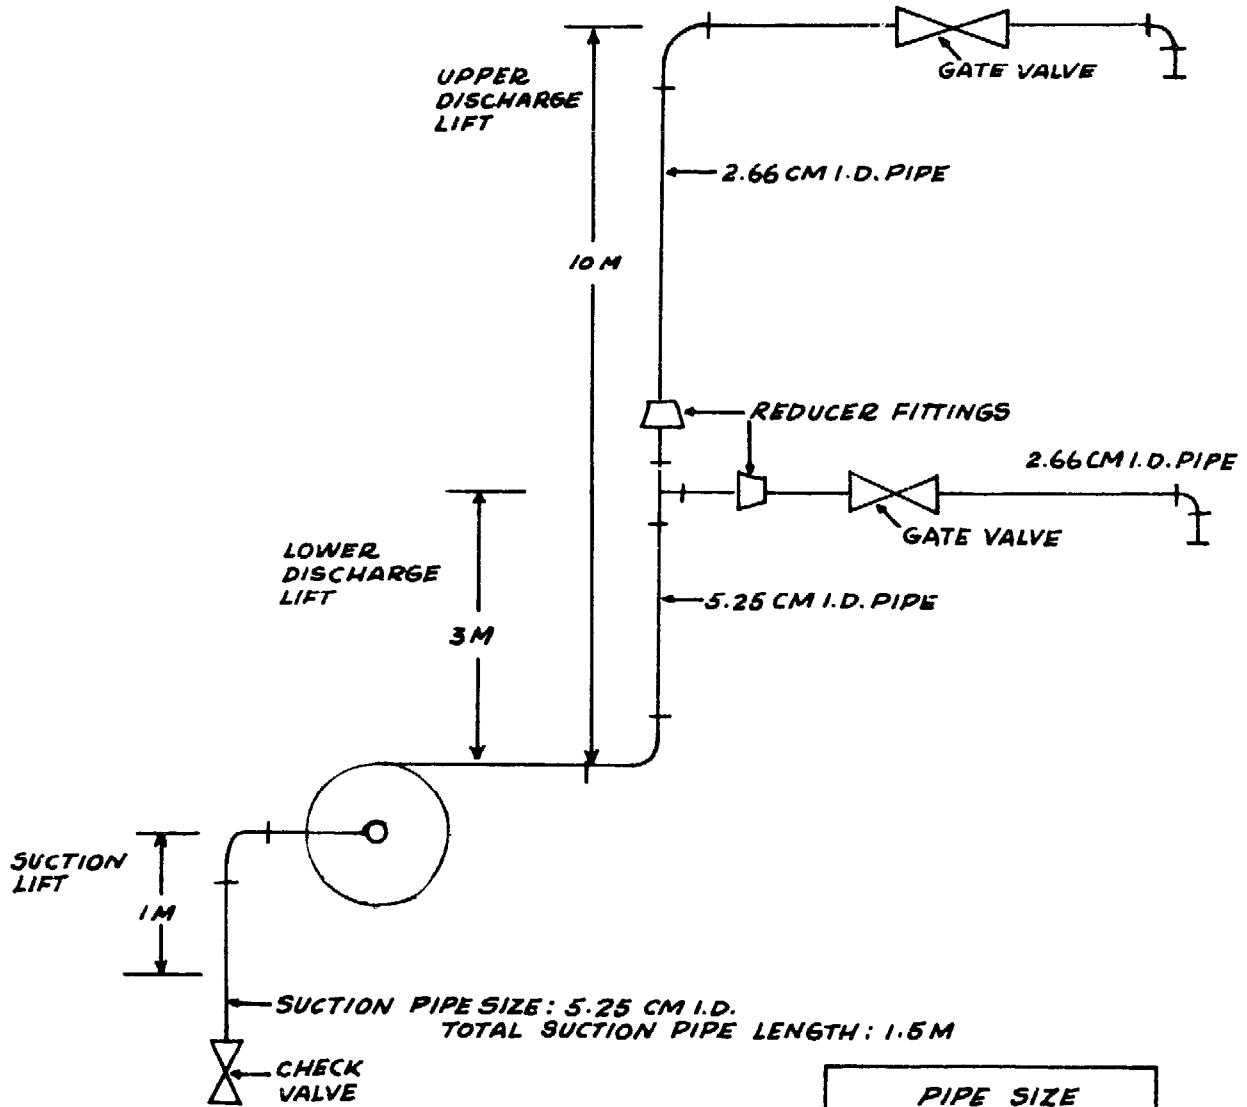 UPPER
DISCHARGE
LIFT
GATE VALVE
2.66 CM I.D. PIPE
10 M
REDUCER FITTINGS
2.66 CM I.D. PIPE
GATE VALVE
LOWER
DISCHARGE
LIFT
5.25 CM I.D. PIPE
3 M
SUCTION
LIFT
1 M
SUCTION PIPE SIZE: 5.25 CM I.D.
TOTAL SUCTION PIPE LENGTH: 1.5 M
CHECK
VALVE
PIPE SIZE